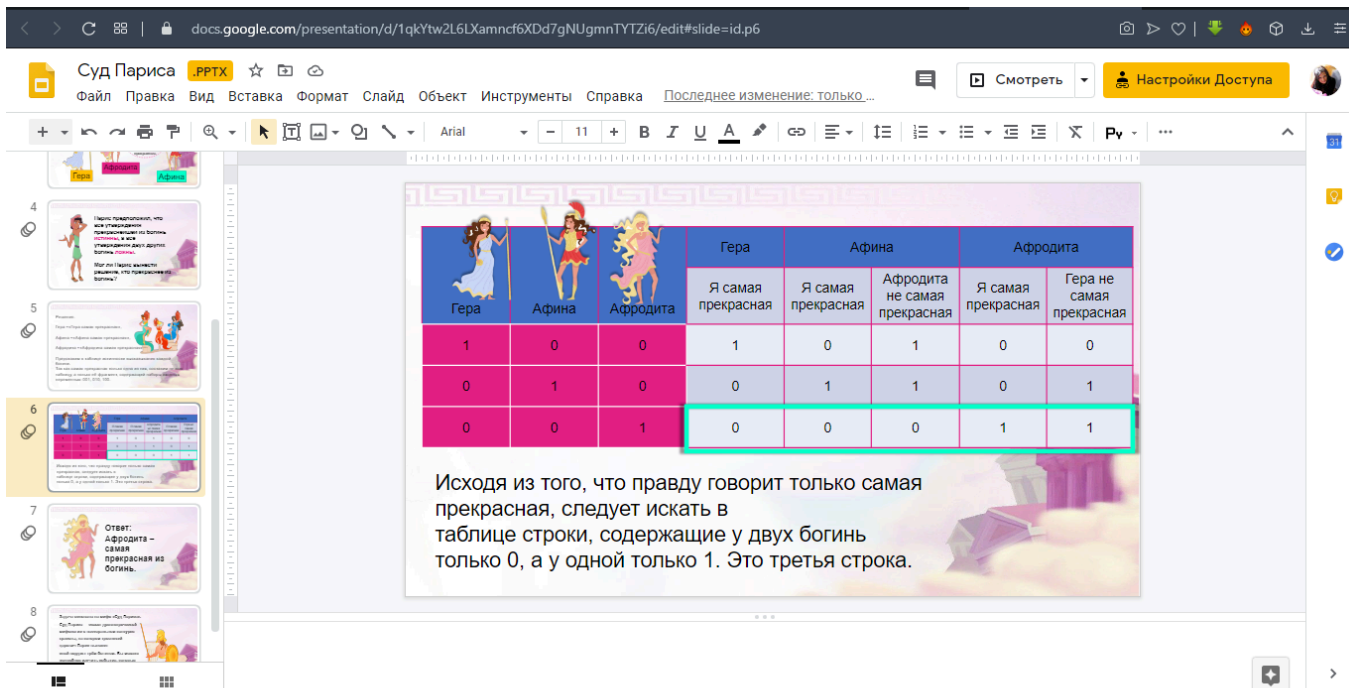 docs.google.com/presentation/d/1qkYtw2L6LXamncf6XDd7gNUgmnTYTZi6/edit#slide=id.p6
Суд Париса .PPTX
Файл Правка Вид Вставка Формат Слайд Объект Инструменты Справка Последнее изменение: только ...
Смотреть
Настройки Доступа
Arial
11
31
Гера Афродита Афина
4
Парис предположил, что
все утверждения
прекраснейшей из богинь
истинны, а все
утверждения двух других
богинь ложны.
Мог ли Парис вынести
решение, кто прекраснее из
богинь?
5
6
7
Ответ:
Афродита –
самая
прекрасная из
богинь.
8
Гера Афина Афродита
Гера Афина Афродита
Я самая прекрасная
Я самая прекрасная
Афродита не самая прекрасная
Я самая прекрасная
Гера не самая прекрасная
1 0 0 1 0 1 0 0
0 1 0 0 1 1 0 1
0 0 1 0 0 0 1 1
Исходя из того, что правду говорит только самая
прекрасная, следует искать в
таблице строки, содержащие у двух богинь
только 0, а у одной только 1. Это третья строка.